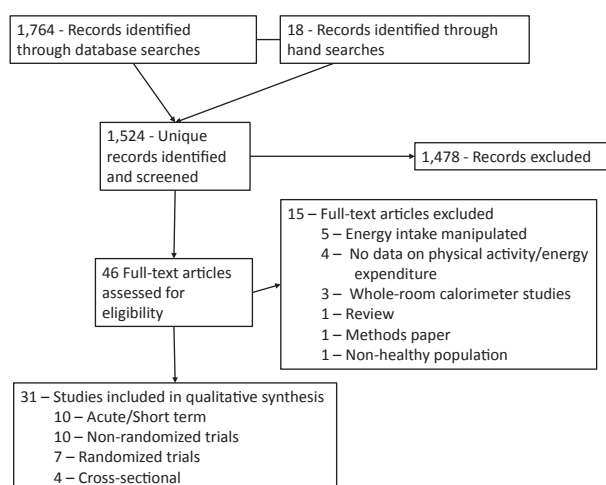 1,764 - Records identified
through database searches
18 - Records identified through
hand searches
1,524 - Unique
records identified
and screened
1,478 - Records excluded
15 – Full-text articles excluded
5 – Energy intake manipulated
4 – No data on physical activity/energy
expenditure
3 – Whole-room calorimeter studies
1 – Review
1 – Methods paper
1 – Non-healthy population
46 Full-text articles
assessed for
eligibility
31 – Studies included in qualitative synthesis
10 – Acute/Short term
10 – Non-randomized trials
7 – Randomized trials
4 – Cross-sectional